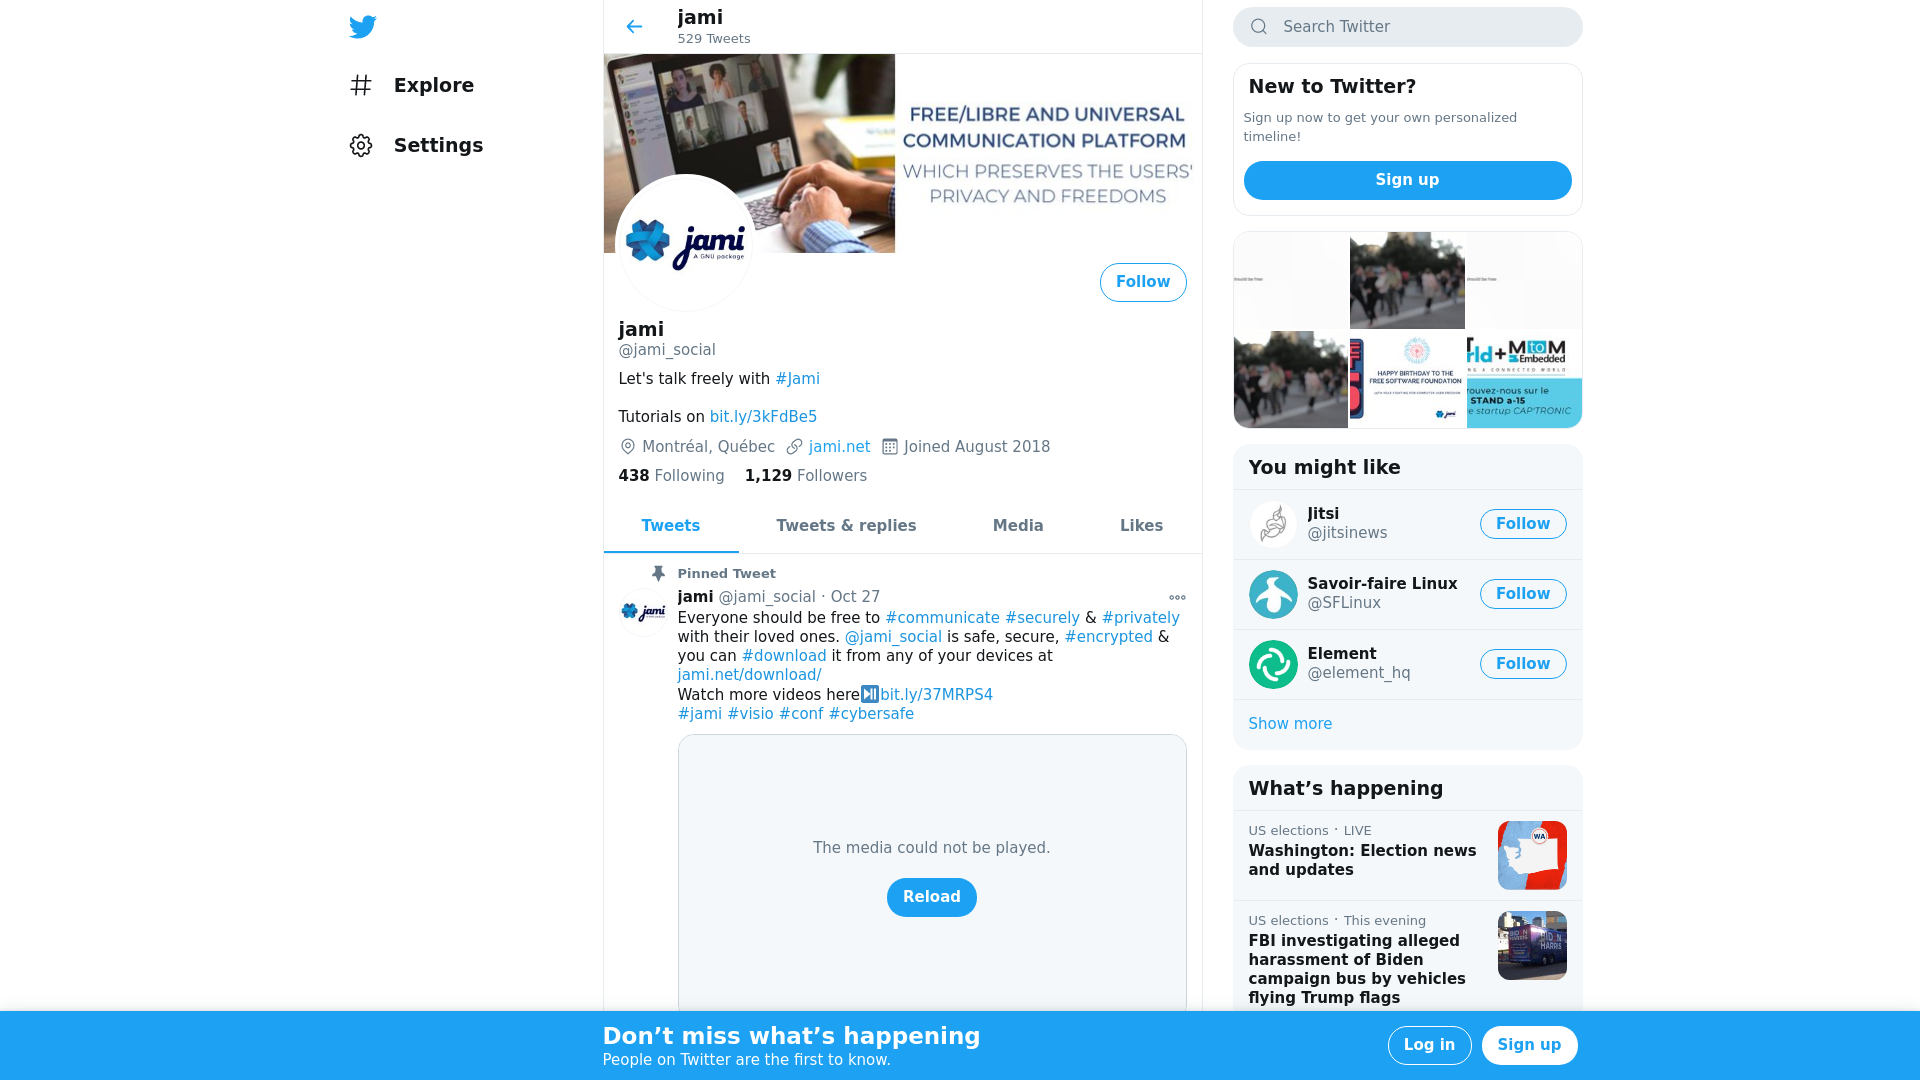 Explore
Settings
jami
529 Tweets
FREE/LIBRE AND UNIVERSAL
COMMUNICATION PLATFORM
WHICH PRESERVES THE USERS'
PRIVACY AND FREEDOMS
jami
A GNU package
Follow
jami
@jami_social
Let's talk freely with #Jami
Tutorials on bit.ly/3kFdBe5
Montréal, Québec jami.net Joined August 2018
438 Following 1,129 Followers
Tweets Tweets & replies Media Likes
Pinned Tweet
jami @jami_social · Oct 27
jami
Everyone should be free to #communicate #securely & #privately
with their loved ones. @jami_social is safe, secure, #encrypted &
you can #download it from any of your devices at
jami.net/download/
Watch more videos here⏯bit.ly/37MRPS4
#jami #visio #conf #cybersafe
The media could not be played.
Reload
Search Twitter
New to Twitter?
Sign up now to get your own personalized
timeline!
Sign up
HAPPY BIRTHDAY TO THE
FREE SOFTWARE FOUNDATION
jami
rld+MtoM
Embedded
NG A CONNECTED WORLD
rouvez-nous sur le
STAND a-15
e startup CAP'TRONIC
You might like
Jitsi
@jitsinews
Follow
Savoir-faire Linux
@SFLinux
Follow
Element
@element_hq
Follow
Show more
What’s happening
US elections · LIVE
Washington: Election news
and updates
WA
US elections · This evening
FBI investigating alleged
harassment of Biden
campaign bus by vehicles
flying Trump flags
Don’t miss what’s happening
People on Twitter are the first to know.
Log in
Sign up